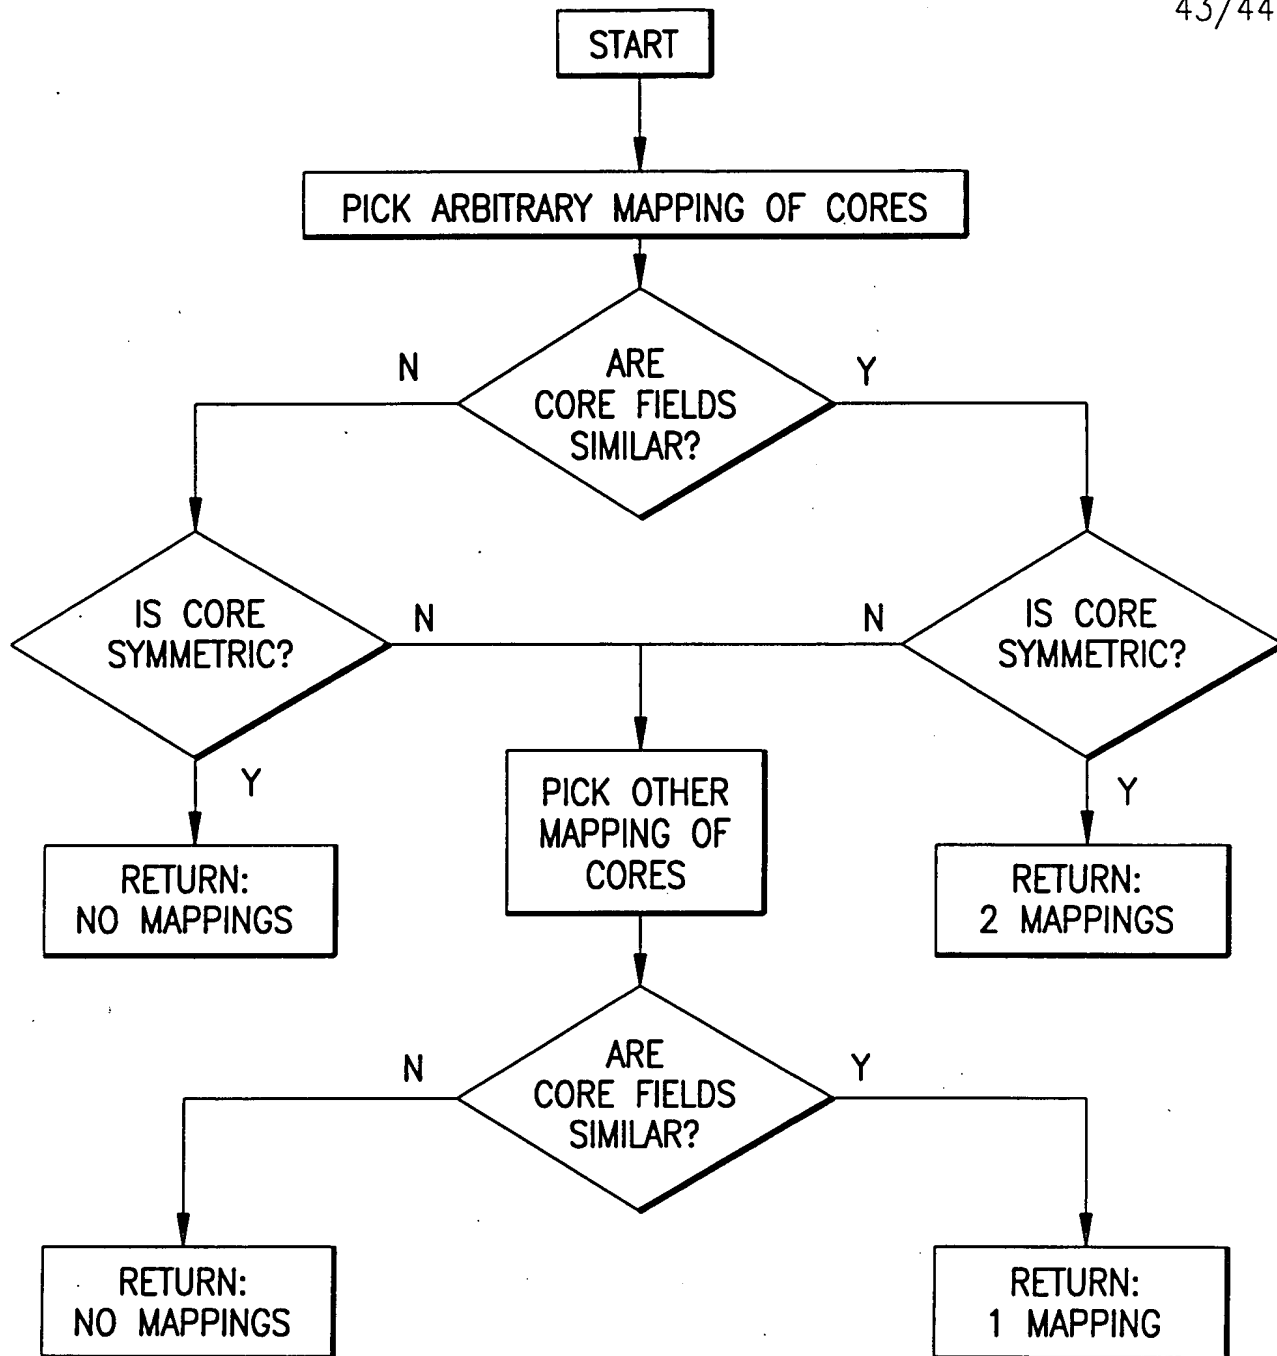 43/44
START
PICK ARBITRARY MAPPING OF CORES
ARE
CORE FIELDS
SIMILAR?
N
Y
IS CORE
SYMMETRIC?
N
Y
IS CORE
SYMMETRIC?
N
Y
PICK OTHER
MAPPING OF
CORES
RETURN:
NO MAPPINGS
RETURN:
2 MAPPINGS
ARE
CORE FIELDS
SIMILAR?
N
Y
RETURN:
NO MAPPINGS
RETURN:
1 MAPPING